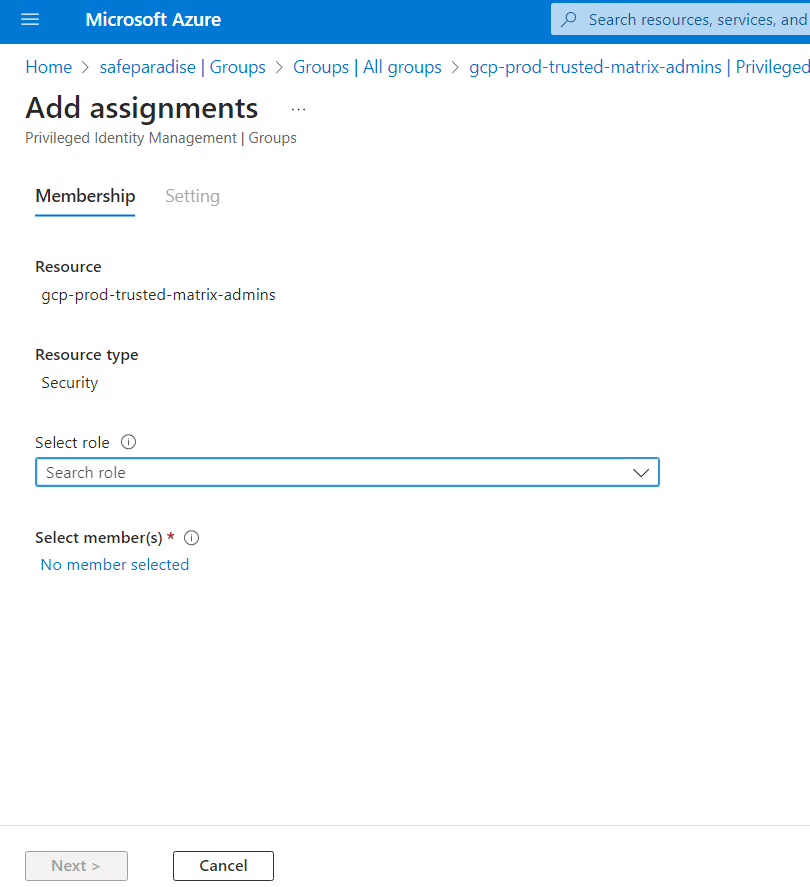 Microsoft Azure
Search resources, services, and
Home > safeparadise | Groups > Groups | All groups > gcp-prod-trusted-matrix-admins | Privileged
Add assignments ...
Privileged Identity Management | Groups
Membership Setting
Resource
gcp-prod-trusted-matrix-admins
Resource type
Security
Select role
Search role
Select member(s) *
No member selected
Next > Cancel